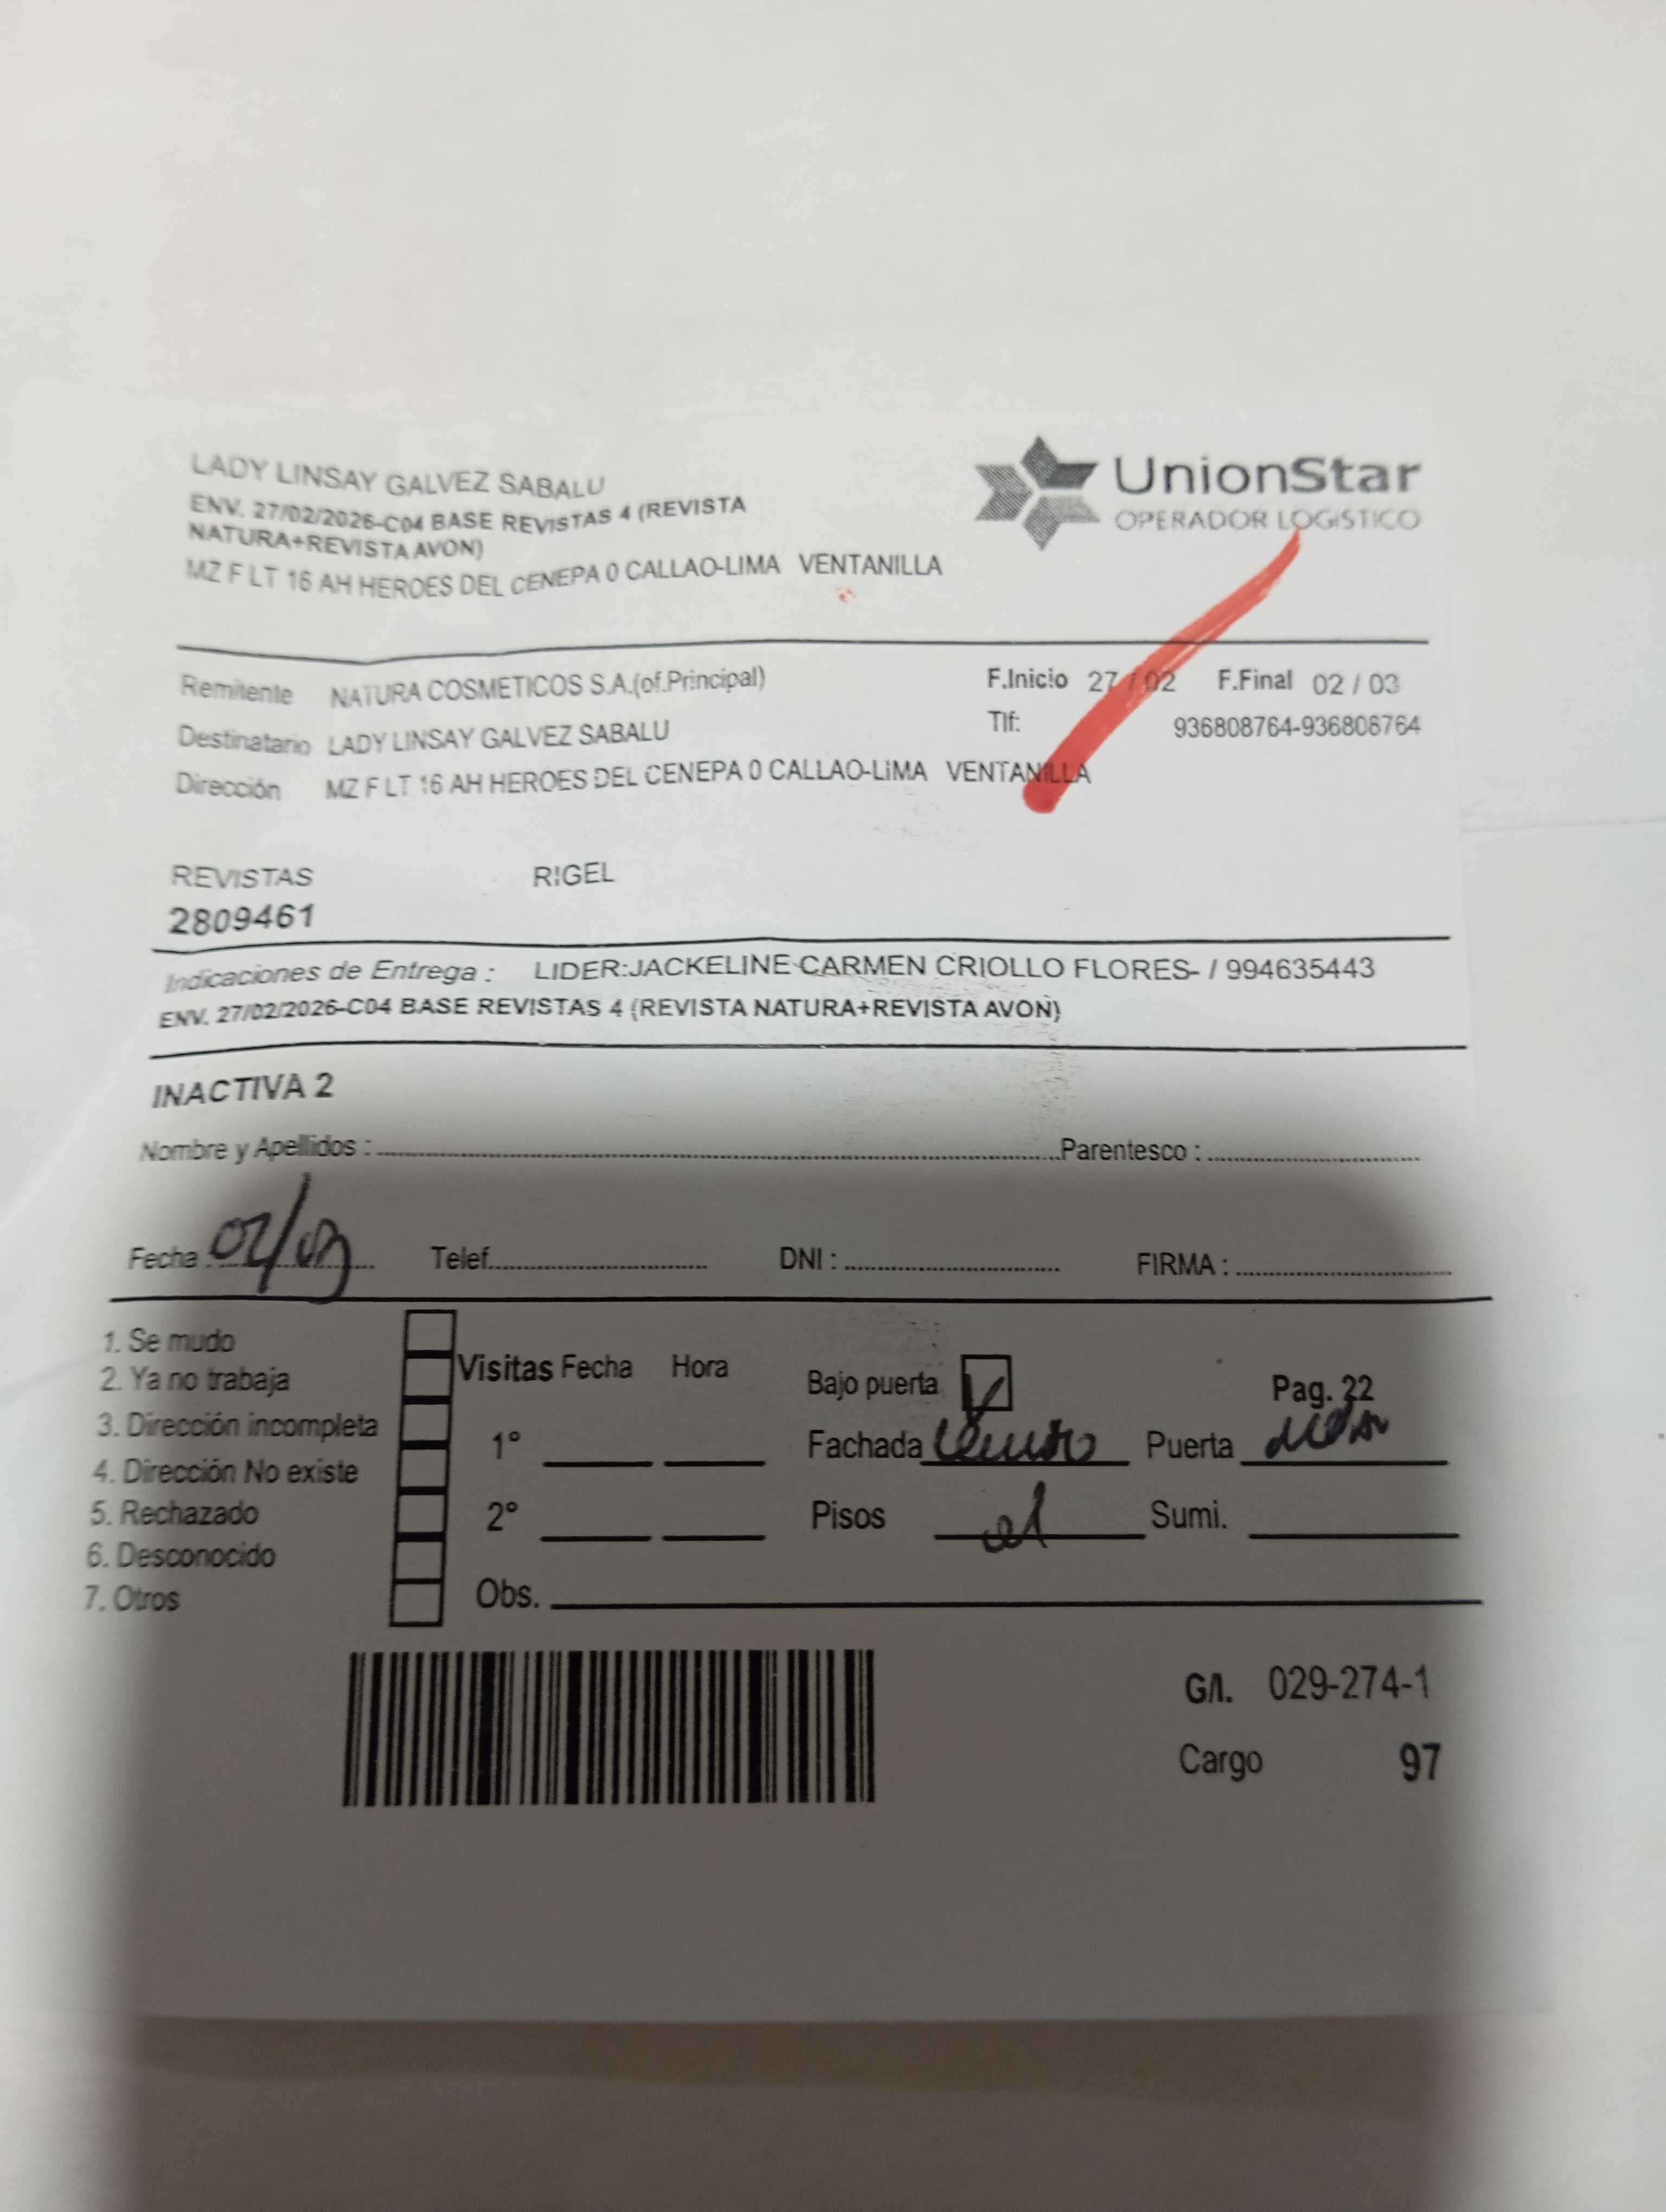 LADY LINSAY GALVEZ SABALU
ENV. 27/02/2026-C04 BASE REVISTAS 4 (REVISTA
NATURA+REVISTA AVON)
MZ F LT 16 AH HEROES DEL CENEPA 0 CALLAO-LIMA VENTANILLA
UnionStar
OPERADOR LOGISTICO
Remitente NATURA COSMETICOS S.A.(of.Principal)
F.Inicio 27 / 02 F.Final 02 / 03
Destinatario LADY LINSAY GALVEZ SABALU
Tlf: 936808764-936808764
Dirección MZ F LT 16 AH HEROES DEL CENEPA 0 CALLAO-LIMA VENTANILLA
REVISTAS RIGEL
2809461
Indicaciones de Entrega : LIDER:JACKELINE CARMEN CRIOLLO FLORES- / 994635443
ENV. 27/02/2026-C04 BASE REVISTAS 4 (REVISTA NATURA+REVISTA AVON)
INACTIVA 2
Nombre y Apellidos : Parentesco :
Fecha : 02/03 Telef. DNI : FIRMA :
1. Se mudo
2. Ya no trabaja
3. Dirección incompleta
4. Dirección No existe
5. Rechazado
6. Desconocido
7. Otros
Visitas Fecha Hora
1°
2°
Obs.
Bajo puerta
Pag. 22
Fachada Puerta
Pisos Sumi.
G/I. 029-274-1
Cargo 97